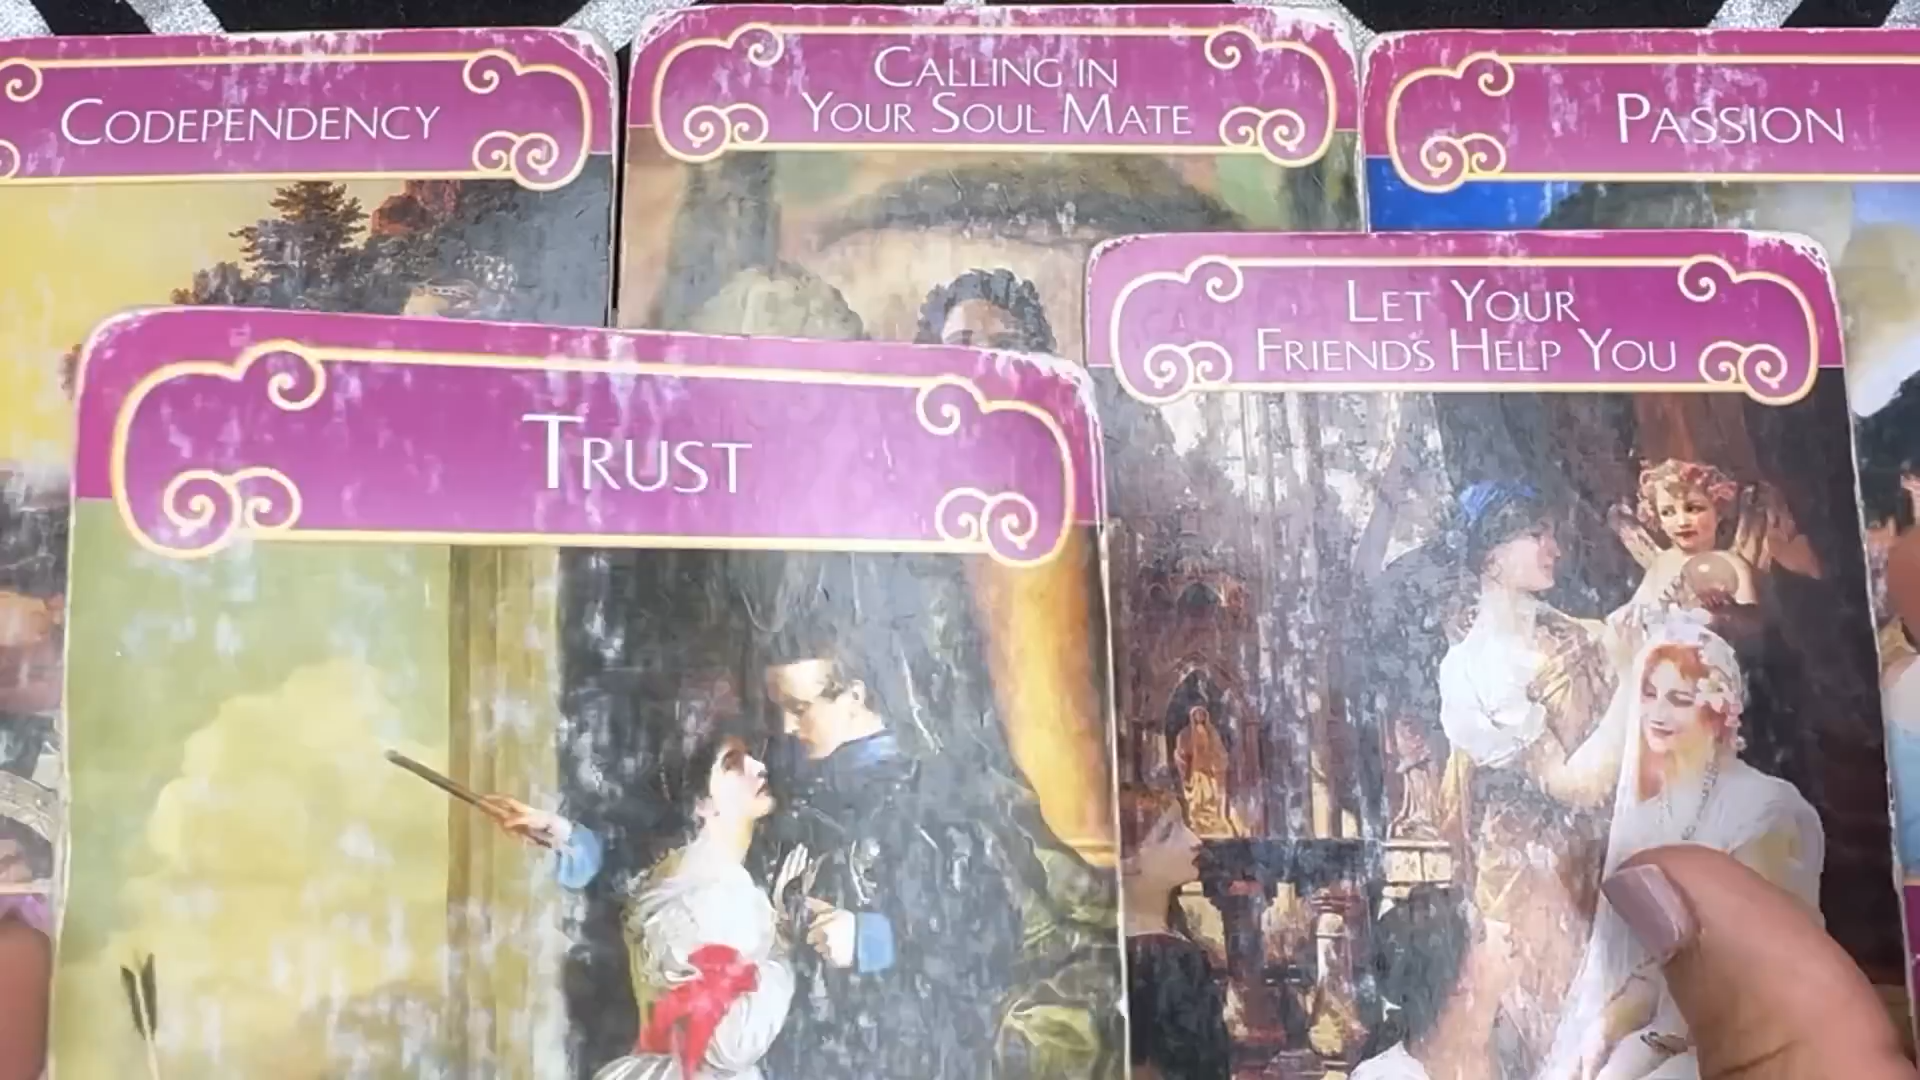 CODEPENDENCY
CALLING IN
YOUR SOUL MATE
PASSION
LET YOUR
FRIENDS HELP YOU
TRUST